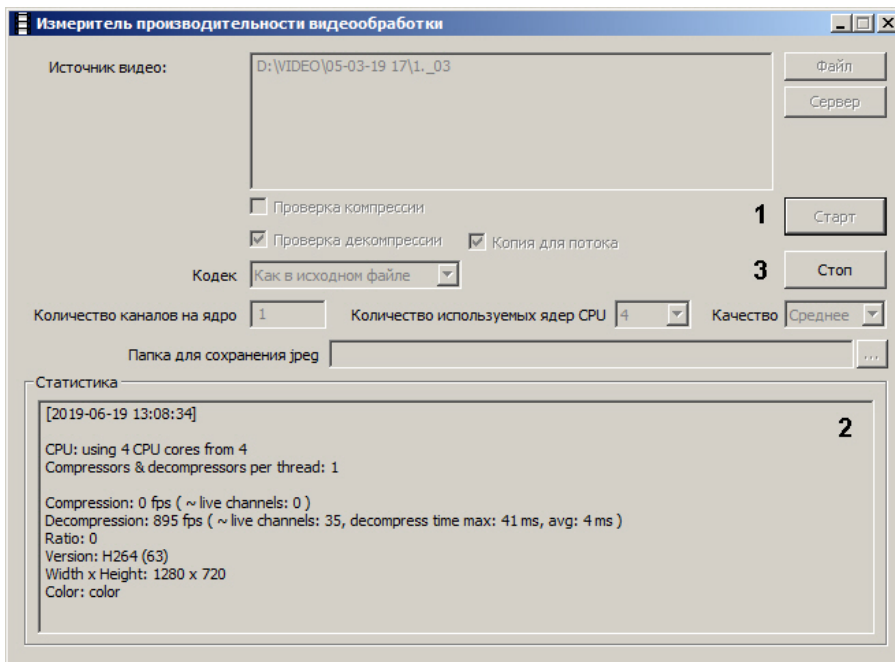 Измеритель производительности видеообработки
Источник видео:
D:\VIDEO\05-03-19 17\1._03
Файл
Сервер
Проверка компрессии
1
Старт
Проверка декомпрессии
Копия для потока
Кодек
Как в исходном файле
3
Стоп
Количество каналов на ядро
1
Количество используемых ядер CPU
4
Качество
Среднее
Папка для сохранения jpeg
...
Статистика
[2019-06-19 13:08:34]
2
CPU: using 4 CPU cores from 4
Compressors & decompressors per thread: 1
Compression: 0 fps ( ~ live channels: 0 )
Decompression: 895 fps ( ~ live channels: 35, decompress time max: 41 ms, avg: 4 ms )
Ratio: 0
Version: H264 (63)
Width x Height: 1280 x 720
Color: color